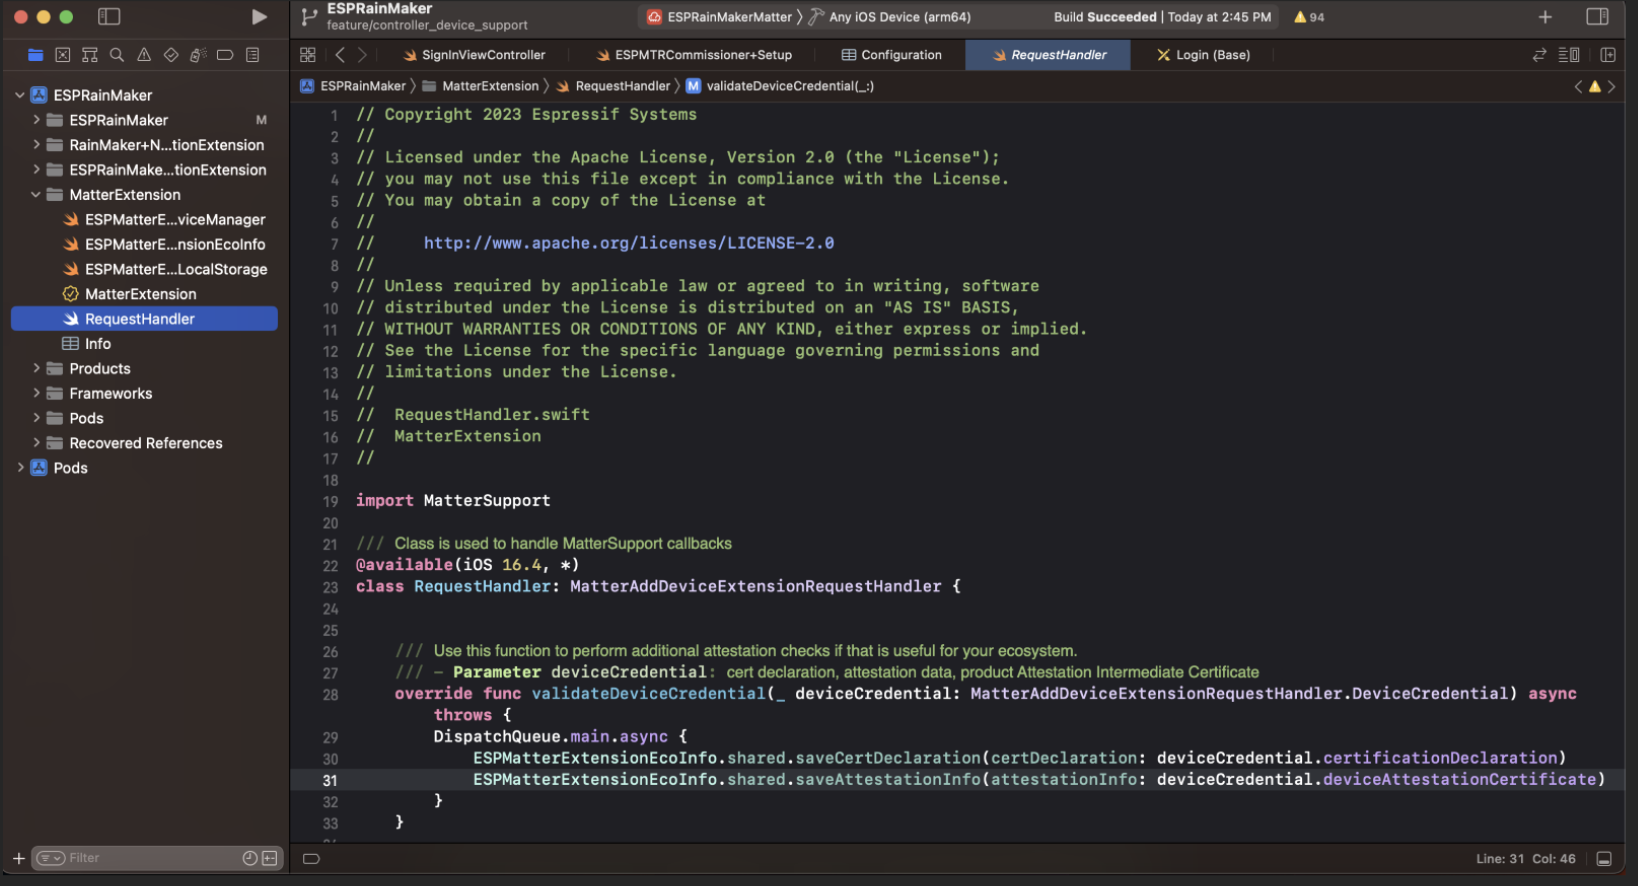 ESPRainMaker
feature/controller_device_support
ESPRainMakerMatter
Any iOS Device (arm64)
Build Succeeded | Today at 2:45 PM
94
SignInViewController
ESPMTRCommissioner+Setup
Configuration
RequestHandler
Login (Base)
ESPRainMaker
MatterExtension
RequestHandler
M validateDeviceCredential(_:)
ESPRainMaker
ESPRainMaker M
RainMaker+N...tionExtension
ESPRainMake...tionExtension
MatterExtension
ESPMatterE...viceManager
ESPMatterE...nsionEcoInfo
ESPMatterE...LocalStorage
MatterExtension
RequestHandler
Info
Products
Frameworks
Pods
Recovered References
Pods
Filter
1 // Copyright 2023 Espressif Systems
2 //
3 // Licensed under the Apache License, Version 2.0 (the "License");
4 // you may not use this file except in compliance with the License.
5 // You may obtain a copy of the License at
6 //
7 //     http://www.apache.org/licenses/LICENSE-2.0
8 //
9 // Unless required by applicable law or agreed to in writing, software
10 // distributed under the License is distributed on an "AS IS" BASIS,
11 // WITHOUT WARRANTIES OR CONDITIONS OF ANY KIND, either express or implied.
12 // See the License for the specific language governing permissions and
13 // limitations under the License.
14 //
15 //  RequestHandler.swift
16 //  MatterExtension
17 //
18
19 import MatterSupport
20
21 /// Class is used to handle MatterSupport callbacks
22 @available(iOS 16.4, *)
23 class RequestHandler: MatterAddDeviceExtensionRequestHandler {
24
25
26     /// Use this function to perform additional attestation checks if that is useful for your ecosystem.
27     /// - Parameter deviceCredential: cert declaration, attestation data, product Attestation Intermediate Certificate
28     override func validateDeviceCredential(_ deviceCredential: MatterAddDeviceExtensionRequestHandler.DeviceCredential) async
throws {
29         DispatchQueue.main.async {
30             ESPMatterExtensionEcoInfo.shared.saveCertDeclaration(certDeclaration: deviceCredential.certificationDeclaration)
31             ESPMatterExtensionEcoInfo.shared.saveAttestationInfo(attestationInfo: deviceCredential.deviceAttestationCertificate)
32         }
33     }
Line: 31 Col: 46